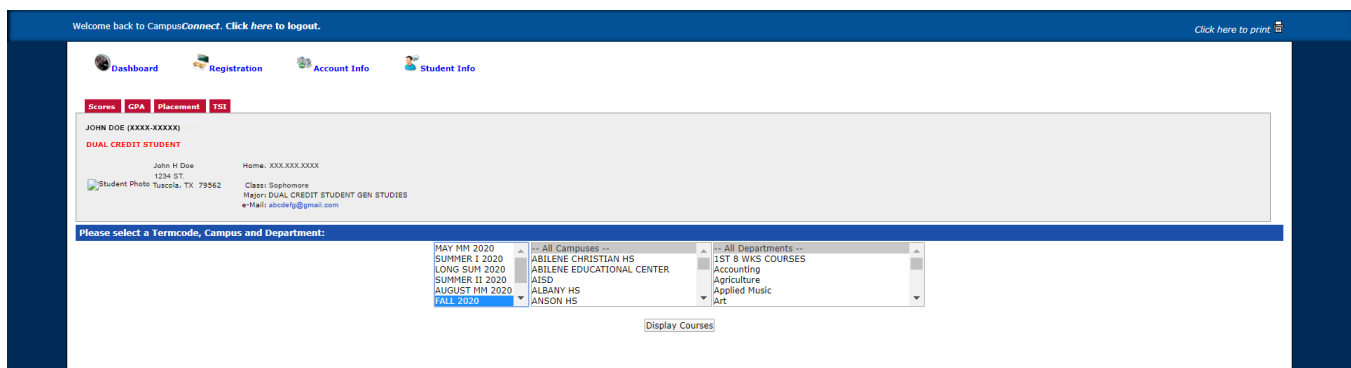 Welcome back to CampusConnect. Click here to logout.
Click here to print
Dashboard Registration Account Info Student Info
Scores GPA Placement TSI
JOHN DOE (XXXX-XXXXX)
DUAL CREDIT STUDENT
John H Doe Home. XXX.XXX.XXXX
1234 ST.
Student Photo Tuscola, TX 79562 Class: Sophomore
Major: DUAL CREDIT STUDENT GEN STUDIES
e-Mail: abcdefg@gmail.com
Please select a Termcode, Campus and Department:
MAY MM 2020 -- All Campuses -- -- All Departments --
SUMMER I 2020 ABILENE CHRISTIAN HS 1ST 8 WKS COURSES
LONG SUM 2020 ABILENE EDUCATIONAL CENTER Accounting
SUMMER II 2020 AISD Agriculture
AUGUST MM 2020 ALBANY HS Applied Music
FALL 2020 ANSON HS Art
Display Courses